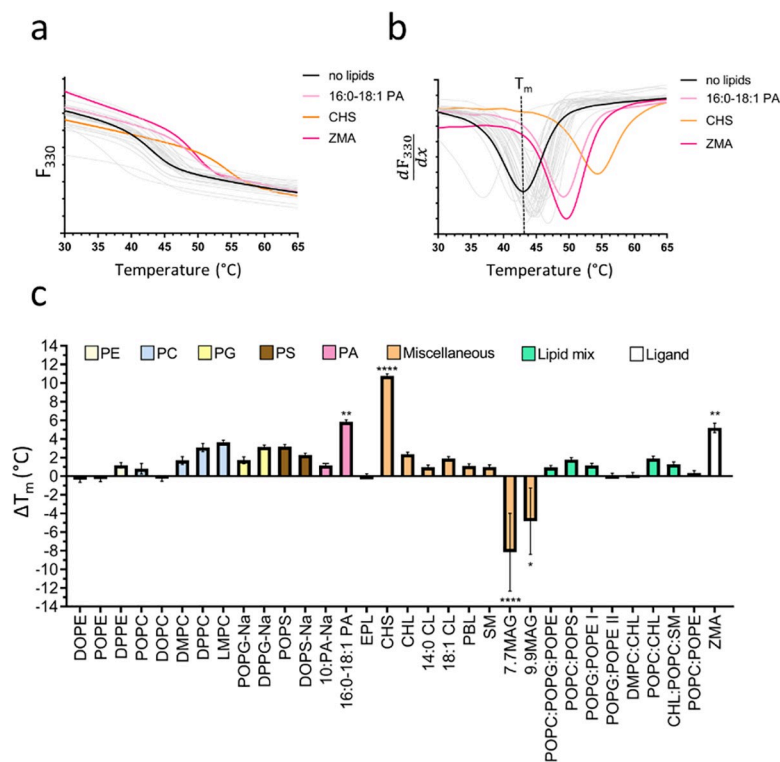 a
b
no lipids
16:0-18:1 PA
CHS
ZMA
F330
30 35 40 45 50 55 60 65
Temperature (°C)
Tm
no lipids
16:0-18:1 PA
CHS
ZMA
dF330
dx
30 35 40 45 50 55 60 65
Temperature (°C)
c
PE PC PG PS PA Miscellaneous Lipid mix Ligand
ΔTm (°C)
14
12
10
8
6
4
2
0
-2
-4
-6
-8
-10
-12
-14
**
****
****
*
**
DOPE
POPE
DPPE
POPC
DOPC
DMPC
DPPC
LMPC
POPG-Na
DPPG-Na
POPS
DOPS-Na
10:PA-Na
16:0-18:1 PA
EPL
CHS
CHL
14:0 CL
18:1 CL
PBL
SM
7.7MAG
9.9MAG
POPC:POPG:POPE
POPC:POPS
POPG:POPE I
POPG:POPE II
DMPC:CHL
POPC:CHL
CHL:POPC:SM
POPC:POPE
ZMA